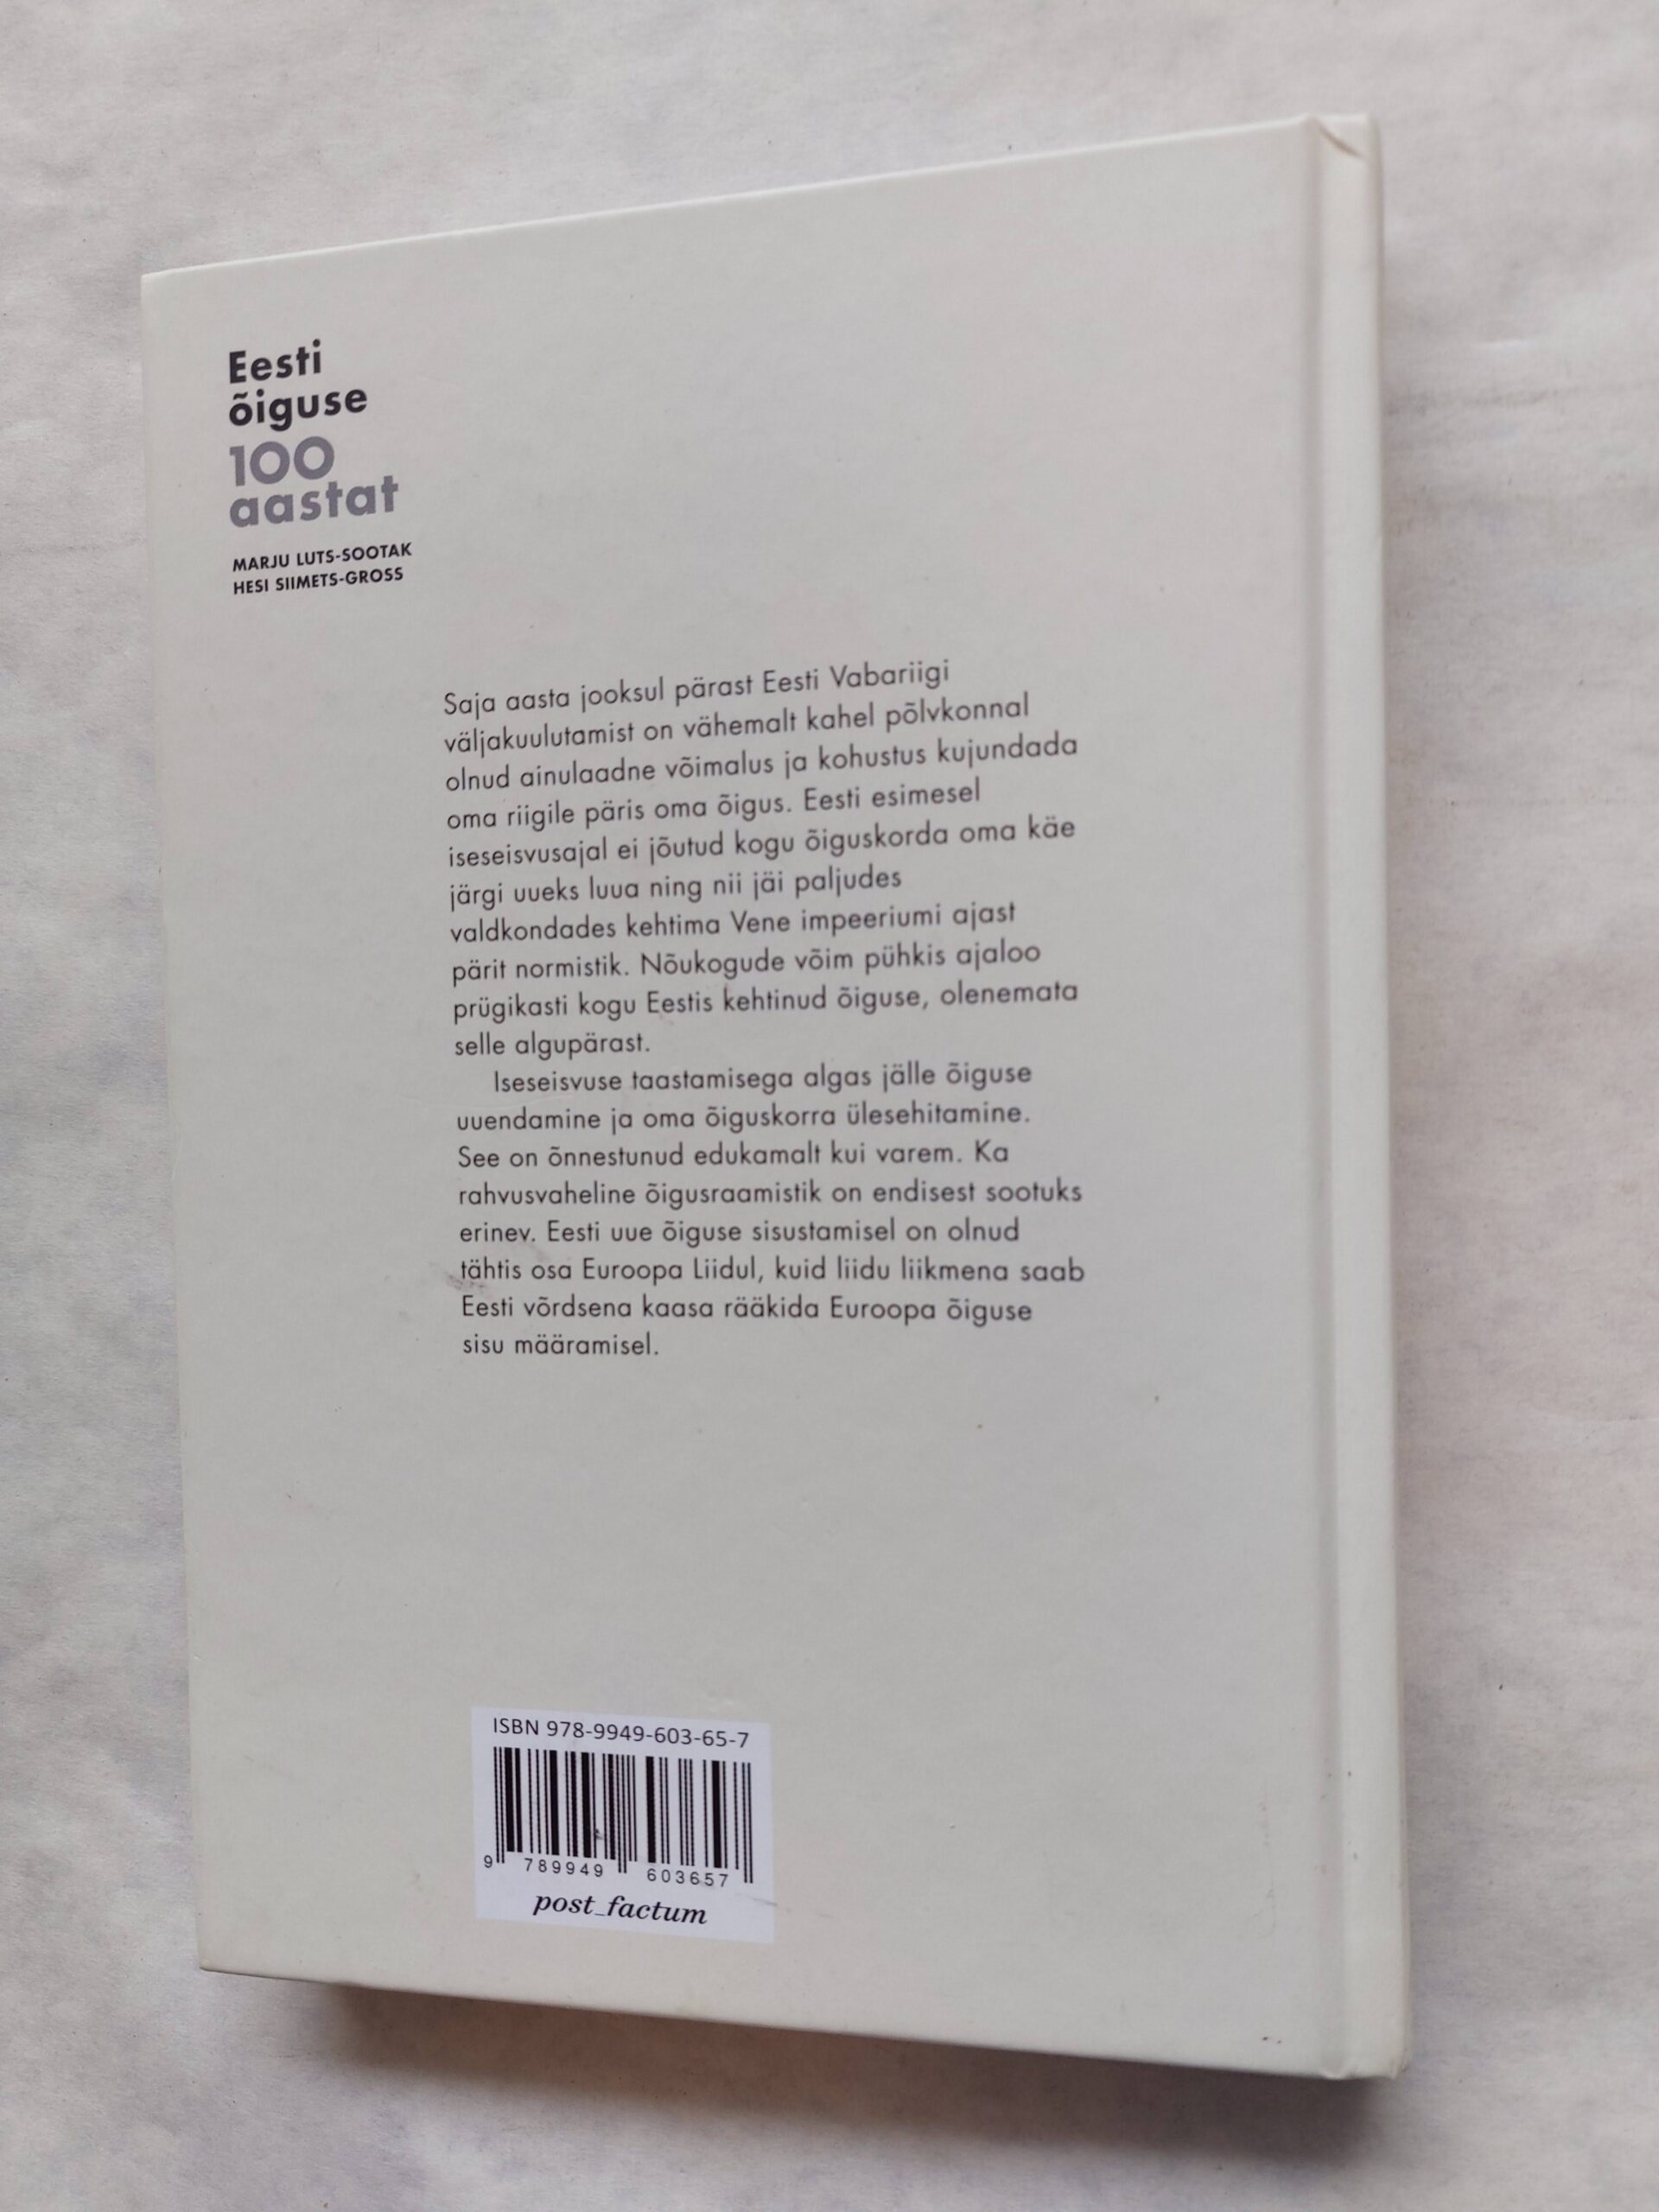 Eesti
õiguse
100
aastat
MARJU LUTS-SOOTAK
HESI SIIMETS-GROSS
Saja aasta jooksul pärast Eesti Vabariigi
väljakuulutamist on vähemalt kahel põlvkonnal
olnud ainulaadne võimalus ja kohustus kujundada
oma riigile päris oma õigus. Eesti esimesel
iseseisvusajal ei jõutud kogu õiguskorda oma käe
järgi uueks luua ning nii jäi paljudes
valdkondades kehtima Vene impeeriumi ajast
pärit normistik. Nõukogude võim pühkis ajaloo
prügikasti kogu Eestis kehtinud õiguse, olenemata
selle algupärast.
Iseseisvuse taastamisega algas jälle õiguse
uuendamine ja oma õiguskorra ülesehitamine.
See on õnnestunud edukamalt kui varem. Ka
rahvusvaheline õigusraamistik on endisest sootuks
erinev. Eesti uue õiguse sisustamisel on olnud
tähtis osa Euroopa Liidul, kuid liidu liikmena saab
Eesti võrdsena kaasa rääkida Euroopa õiguse
sisu määramisel.
ISBN 978-9949-603-65-7
9 789949 603657
post_factum